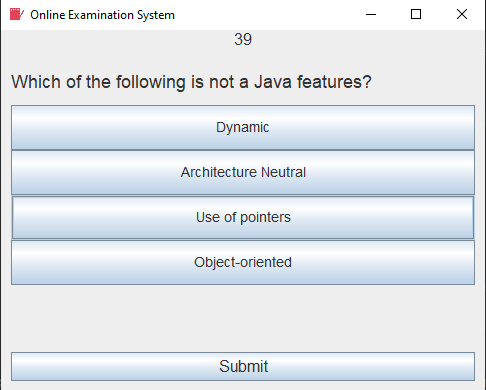 Online Examination System
39
Which of the following is not a Java features?
Dynamic
Architecture Neutral
Use of pointers
Object-oriented
Submit